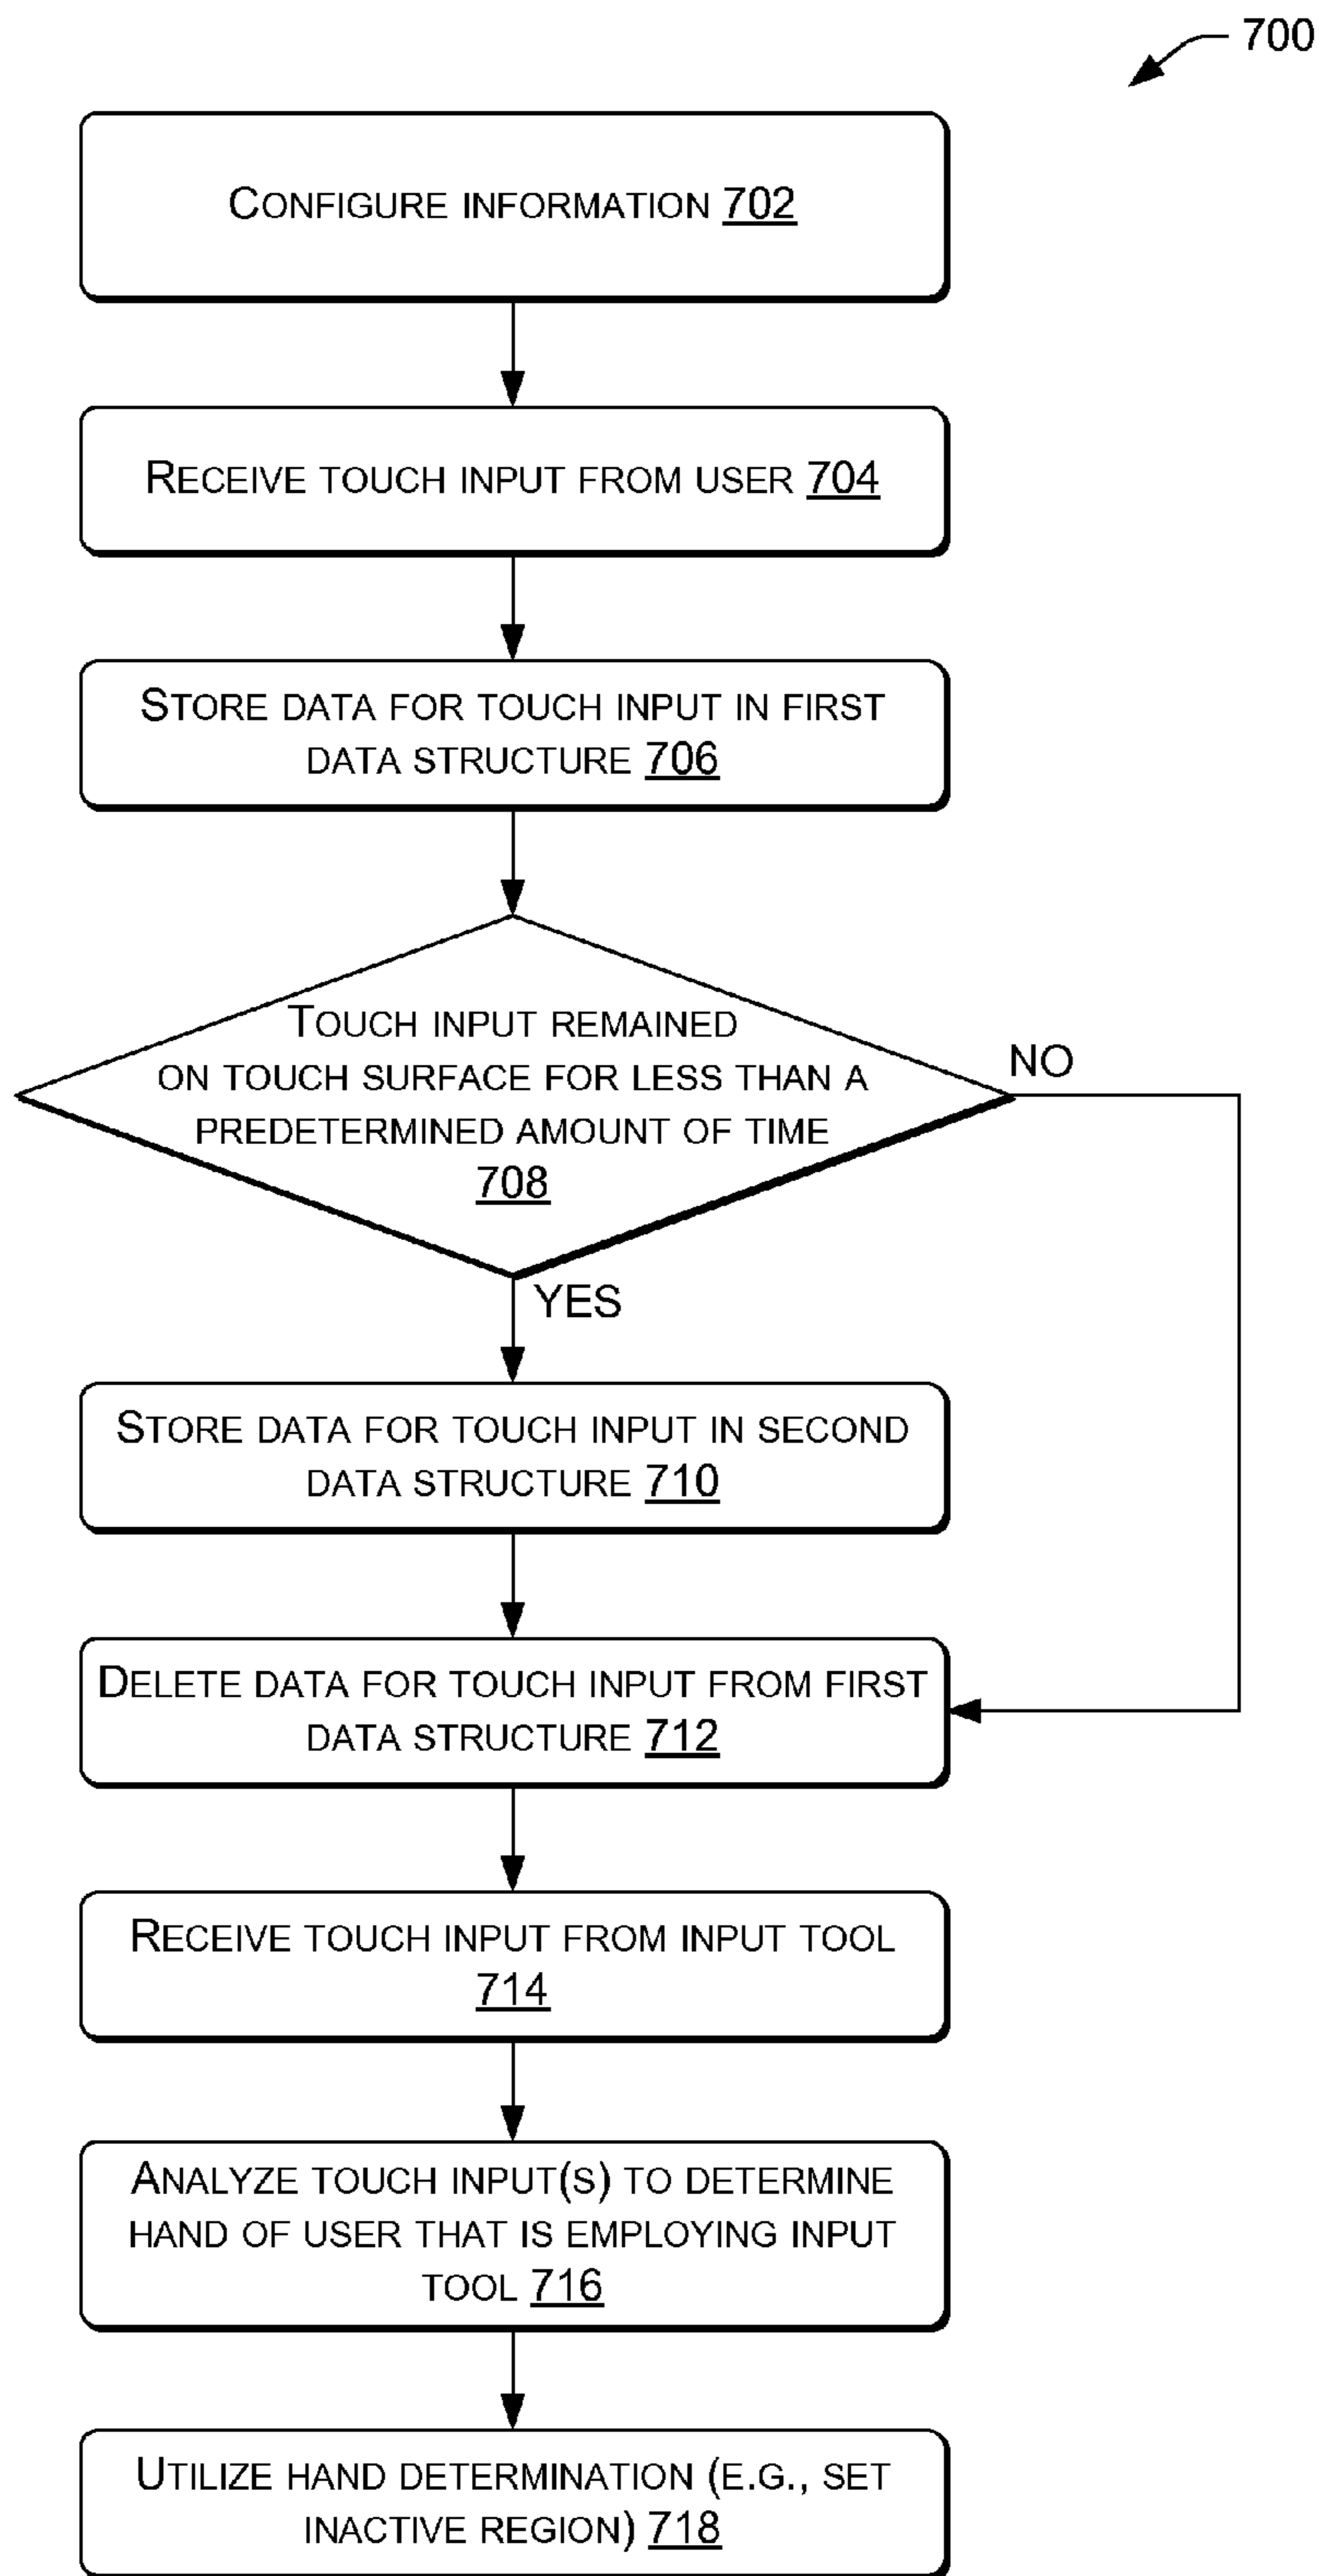 700
CONFIGURE INFORMATION 702
RECEIVE TOUCH INPUT FROM USER 704
STORE DATA FOR TOUCH INPUT IN FIRST
DATA STRUCTURE 706
TOUCH INPUT REMAINED
ON TOUCH SURFACE FOR LESS THAN A
PREDETERMINED AMOUNT OF TIME
708
NO
YES
STORE DATA FOR TOUCH INPUT IN SECOND
DATA STRUCTURE 710
DELETE DATA FOR TOUCH INPUT FROM FIRST
DATA STRUCTURE 712
RECEIVE TOUCH INPUT FROM INPUT TOOL
714
ANALYZE TOUCH INPUT(S) TO DETERMINE
HAND OF USER THAT IS EMPLOYING INPUT
TOOL 716
UTILIZE HAND DETERMINATION (E.G., SET
INACTIVE REGION) 718